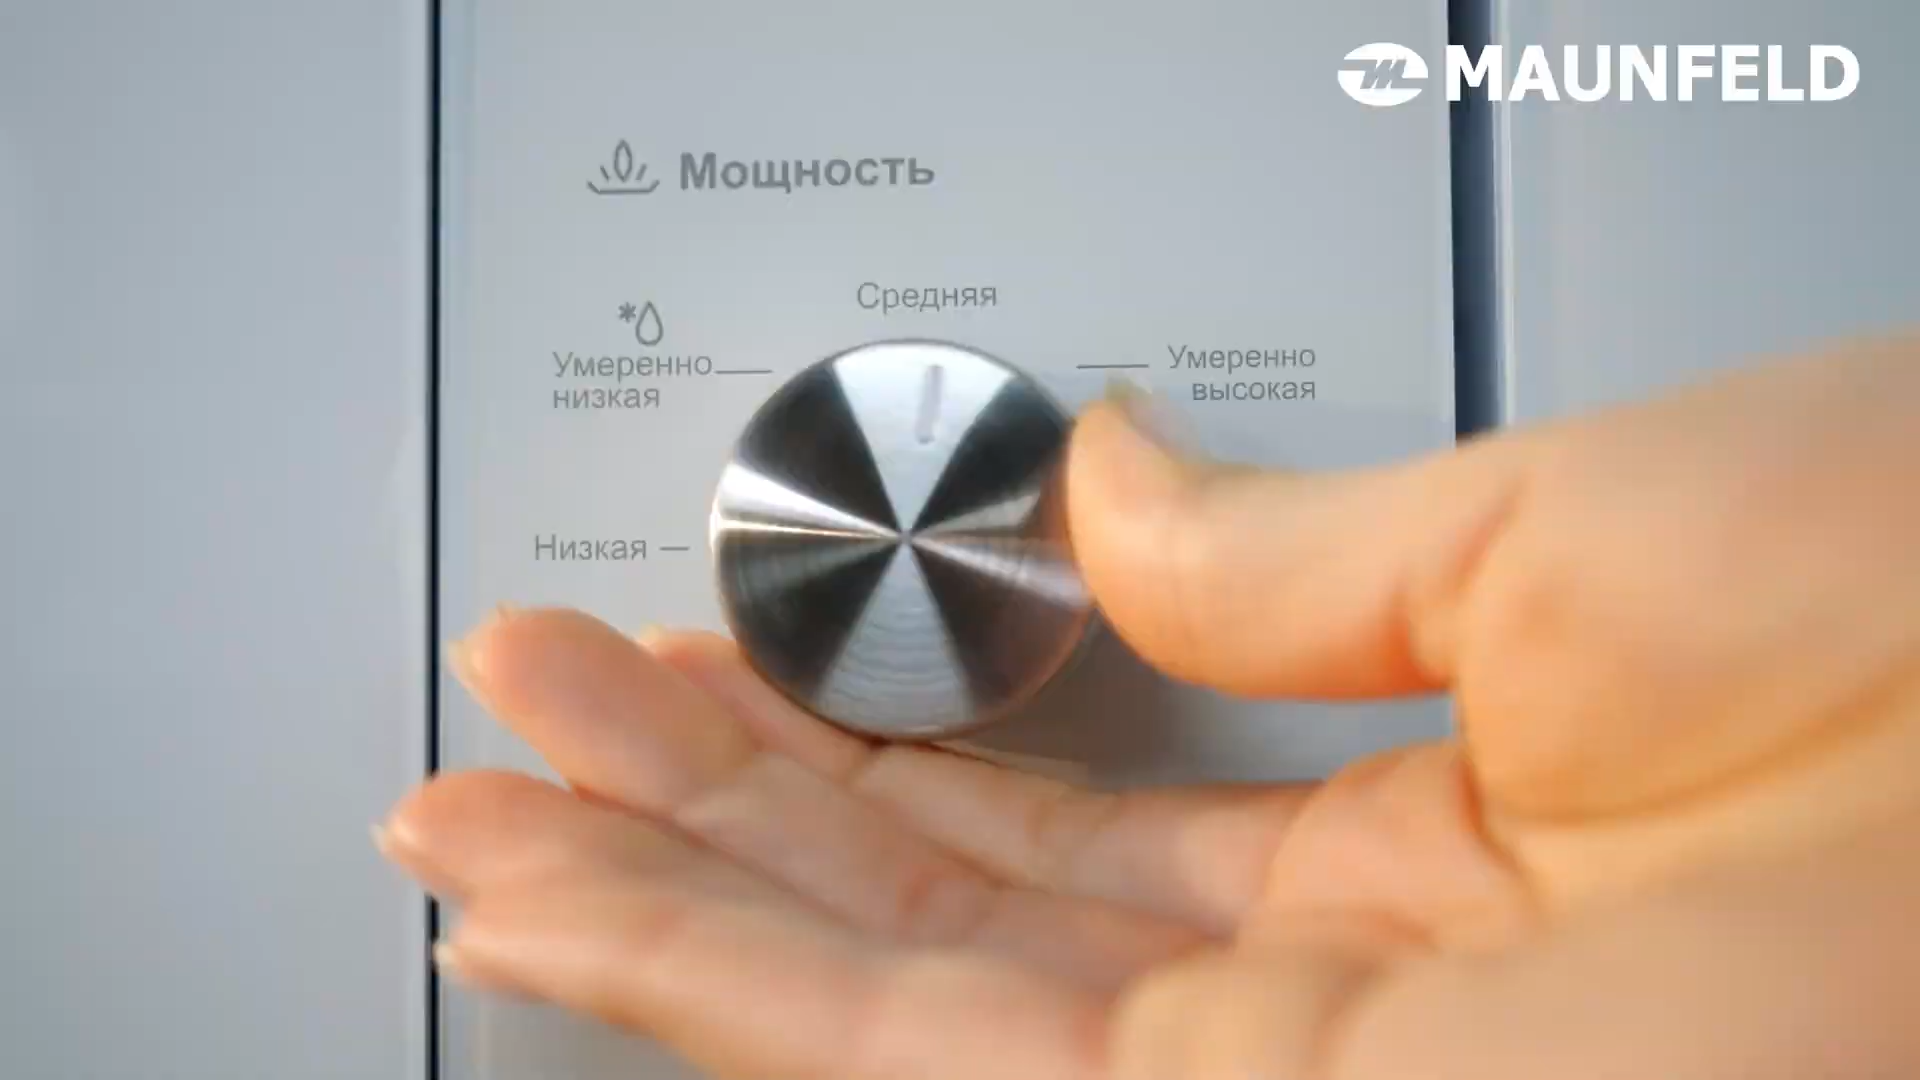 MAUNFELD
Мощность
Средняя
Умеренно
низкая
Умеренно
высокая
Низкая